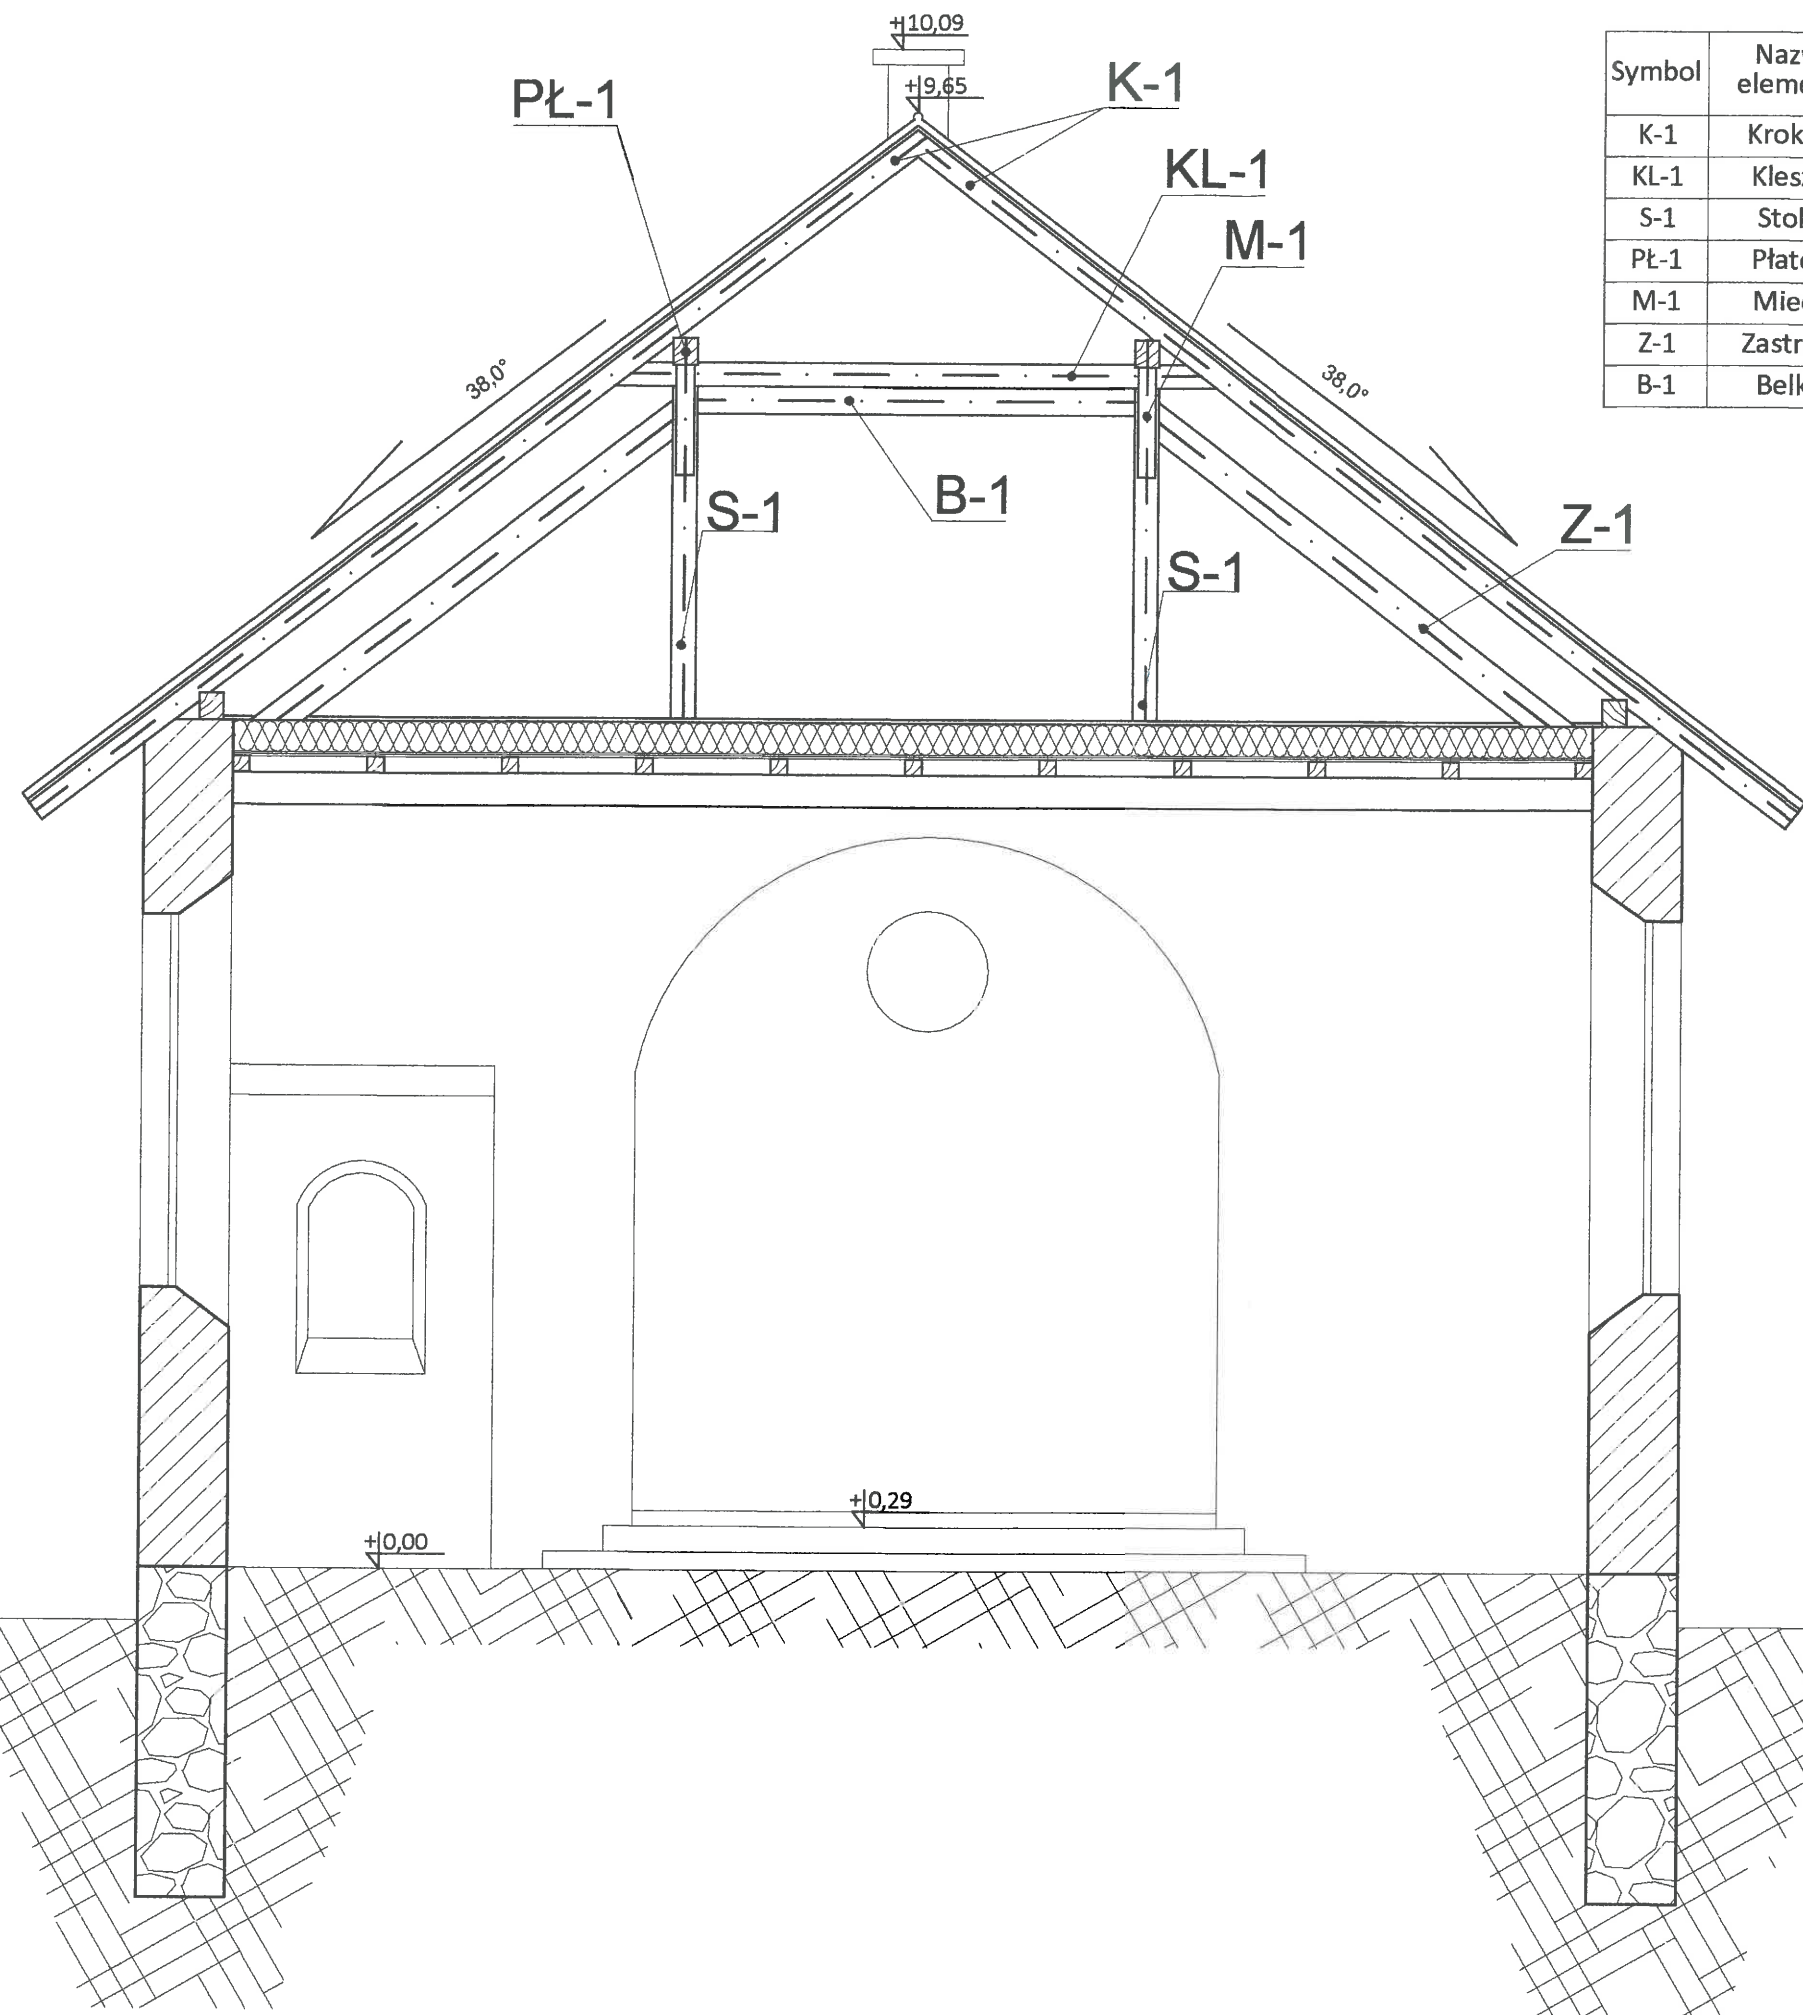 +10,09
+9,65
K-1
PŁ-1
KL-1
M-1
38,0°
38,0°
B-1
S-1
Z-1
S-1
+0,29
+0,00
Symbol
K-1
KL-1
S-1
PŁ-1
M-1
Z-1
B-1